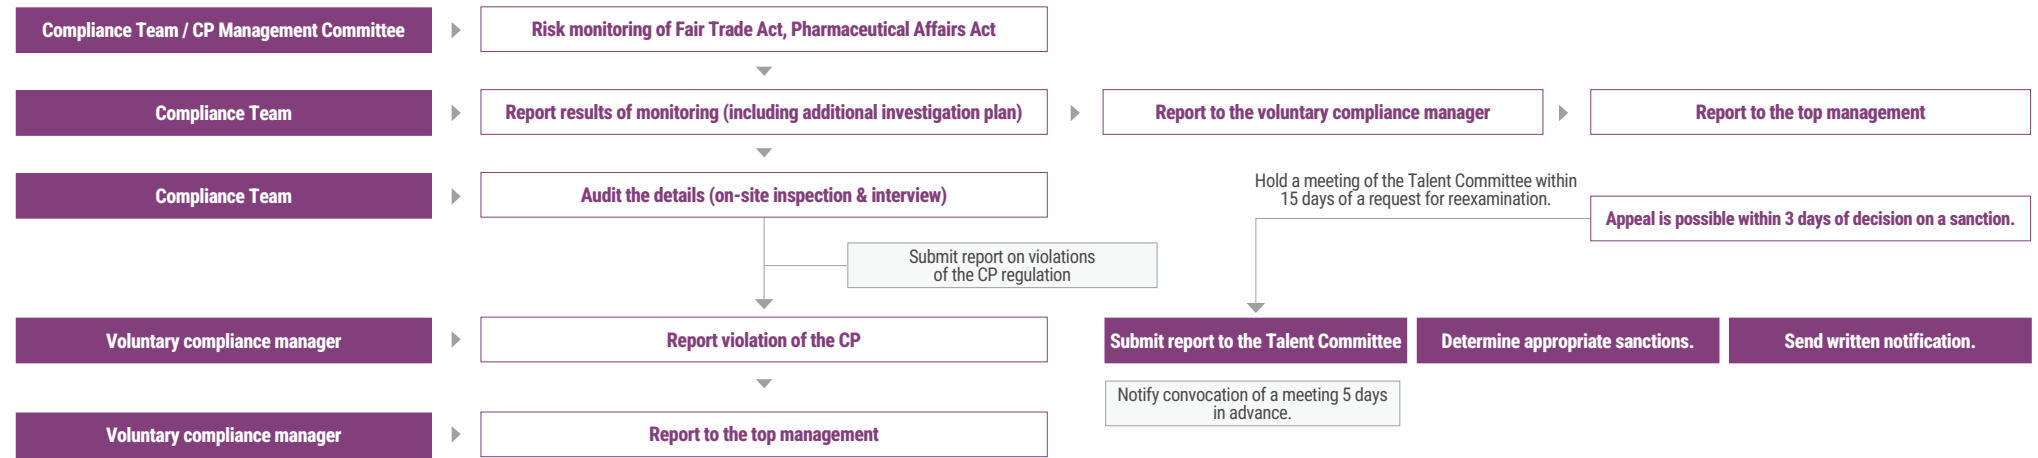 Compliance Team / CP Management Committee
Risk monitoring of Fair Trade Act, Pharmaceutical Affairs Act
Compliance Team
Report results of monitoring (including additional investigation plan)
Report to the voluntary compliance manager
Report to the top management
Compliance Team
Audit the details (on-site inspection & interview)
Hold a meeting of the Talent Committee within
15 days of a request for reexamination.
Appeal is possible within 3 days of decision on a sanction.
Submit report on violations
of the CP regulation
Voluntary compliance manager
Report violation of the CP
Submit report to the Talent Committee
Determine appropriate sanctions.
Send written notification.
Notify convocation of a meeting 5 days
in advance.
Voluntary compliance manager
Report to the top management